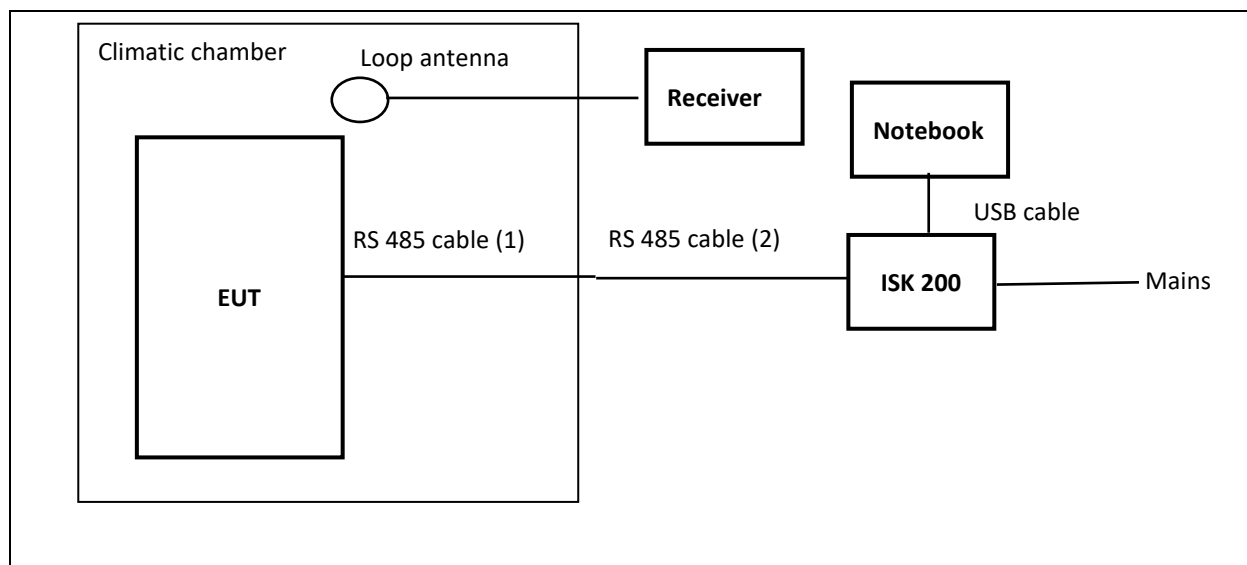 Climatic chamber
Loop antenna
Receiver
Notebook
USB cable
RS 485 cable (1)
RS 485 cable (2)
EUT
ISK 200
Mains